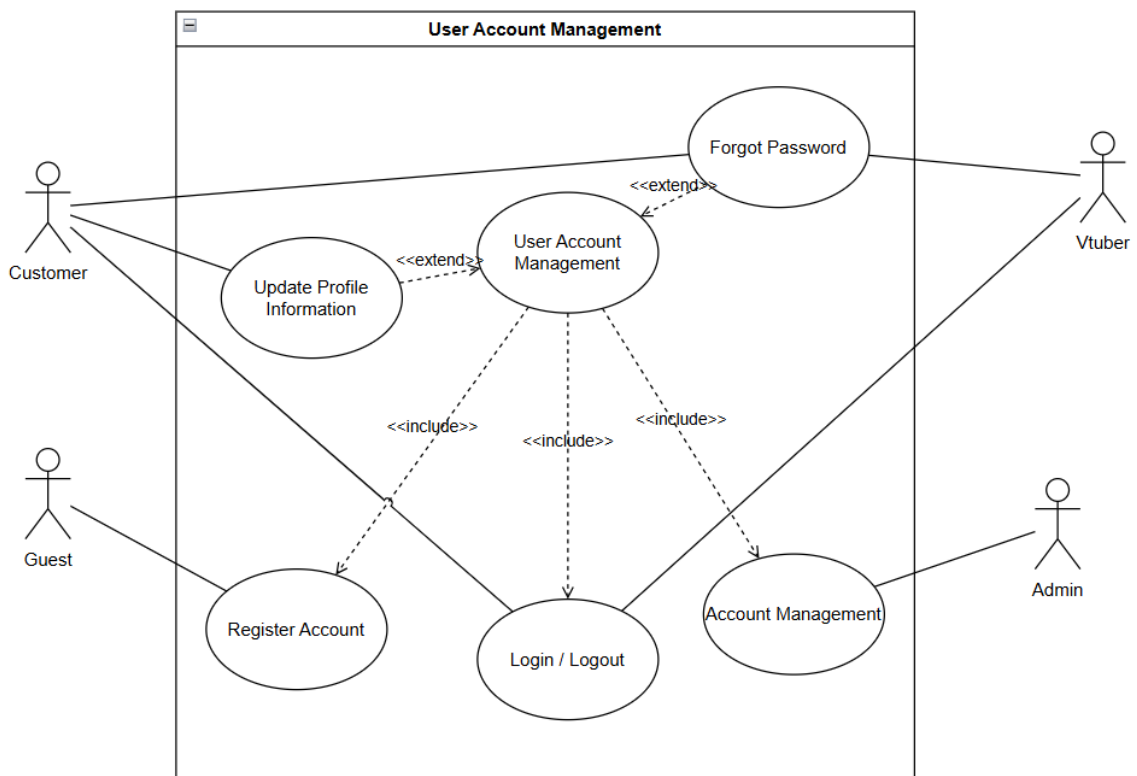 User Account Management
Forgot Password
<<extend>>
Customer
Vtuber
User Account
Management
<<extend>>
Update Profile
Information
<<include>>
<<include>>
<<include>>
Guest
Admin
Register Account
Login / Logout
Account Management